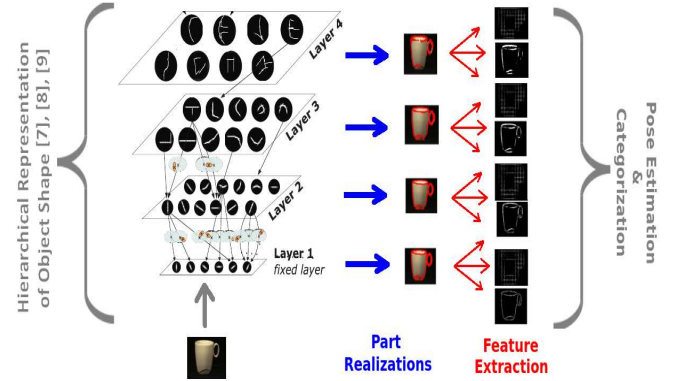 Hierarchical Representation
of Object Shape [7], [8], [9]
Layer 4
Layer 3
Layer 2
Layer 1
fixed layer
Part
Realizations
Feature
Extraction
Pose Estimation
&
Categorization